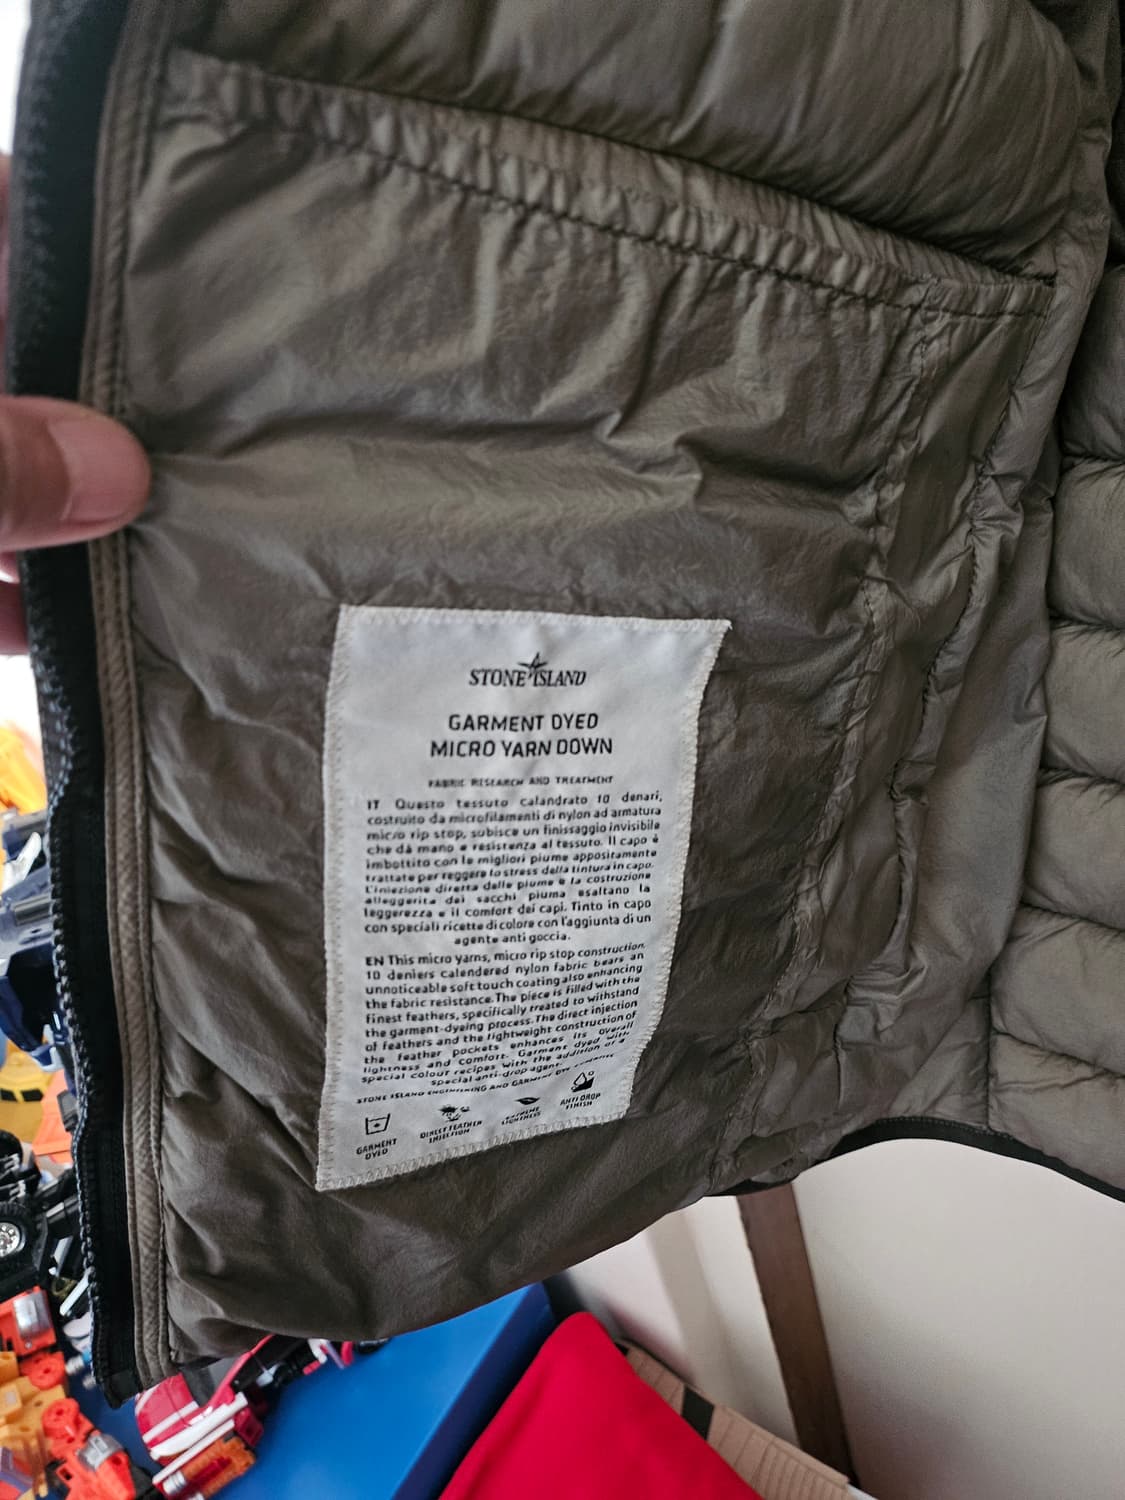 STONE ISLAND
GARMENT DYED
MICRO YARN DOWN
FABRIC RESEARCH AND TREATMENT
IT Questo tessuto calandrato 10 denari,
costruito da microfilamenti di nylon ad armatura
micro rip stop, subisce un finissaggio invisibile
che dà mano e resistenza al tessuto. Il capo è
imbottito con le migliori piume appositamente
trattate per reggere lo stress della tintura in capo.
L'iniezione diretta delle piume e la costruzione
alleggerita dei sacchi piuma esaltano la
leggerezza e il comfort dei capi. Tinto in capo
con speciali ricette di colore con l'aggiunta di un
agente anti goccia.
EN This micro yarns, micro rip stop construction,
10 deniers calendered nylon fabric bears an
unnoticeable soft touch coating also enhancing
the fabric resistance. The piece is filled with the
finest feathers, specifically treated to withstand
the garment-dyeing process. The direct injection
of feathers and the lightweight construction of
the feather pockets enhances its overall
lightness and comfort. Garment dyed with
special colour recipes with the addition of a
special anti-drop agent.
STONE ISLAND ENGINEERING AND GARMENT DYE
GARMENT
DYED
DIRECT FEATHER
INJECTION
EXTREME
LIGHTNESS
ANTI DROP
FINISH